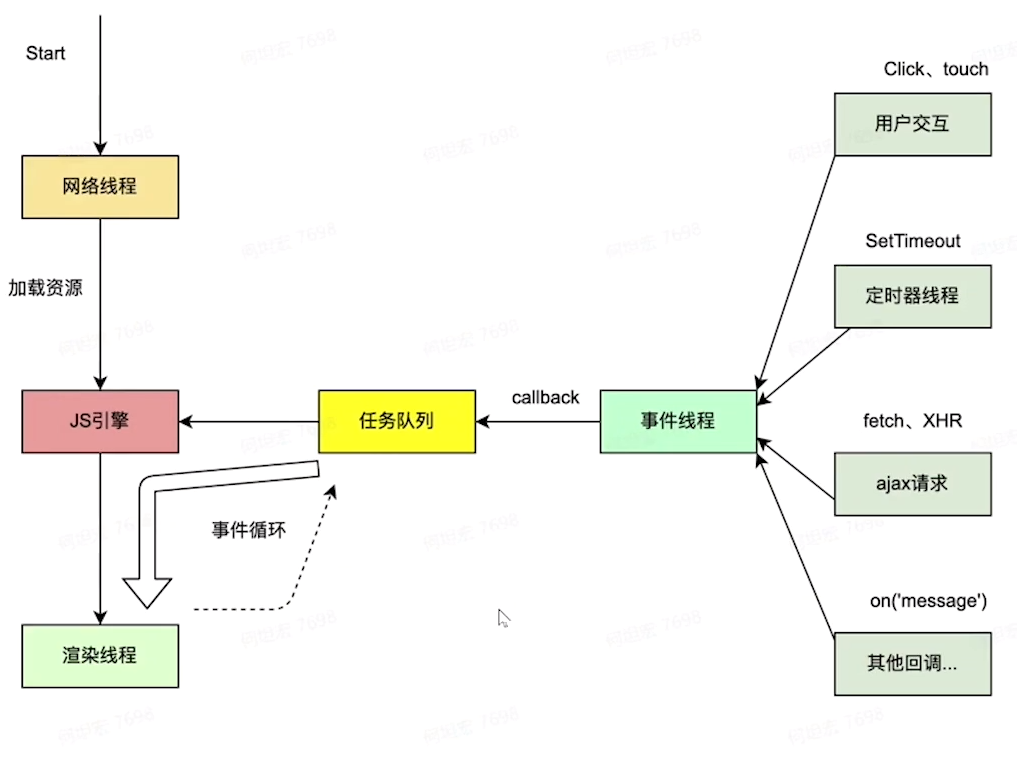 Start
Click、touch
用户交互
网络线程
SetTimeout
定时器线程
加载资源
JS引擎
任务队列
callback
事件线程
fetch、XHR
ajax请求
事件循环
on('message')
渲染线程
其他回调...